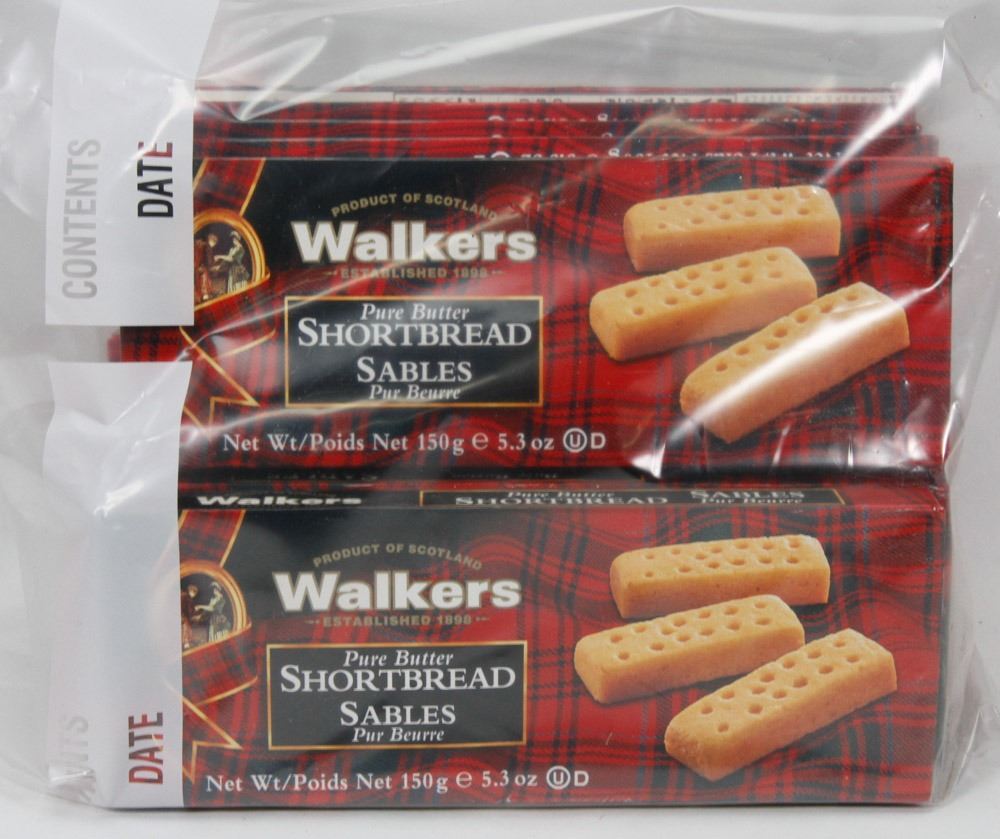 CONTENTS
DATE
PRODUCT OF SCOTLAND
Walkers
ESTABLISHED 1898
Pure Butter
SHORTBREAD
SABLES
Pur Beurre
Net Wt/Poids Net 150g ℮ 5.3 oz Ⓤ D
Walkers
Pure Butter
SHORTBREAD
SABLES
Pur Beurre
PRODUCT OF SCOTLAND
Walkers
ESTABLISHED 1898
Pure Butter
SHORTBREAD
SABLES
Pur Beurre
DATE
Net Wt/Poids Net 150g ℮ 5.3 oz Ⓤ D